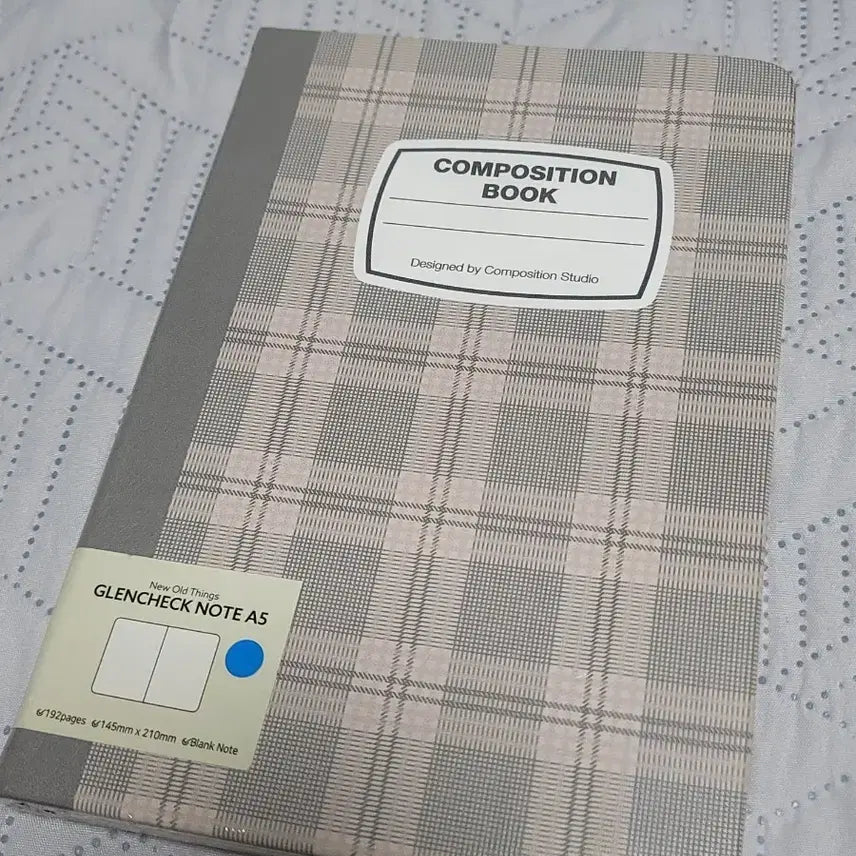 COMPOSITION
BOOK
Designed by Composition Studio
New Old Things
GLENCHECK NOTE A5
192pages 145mm x 210mm Blank Note